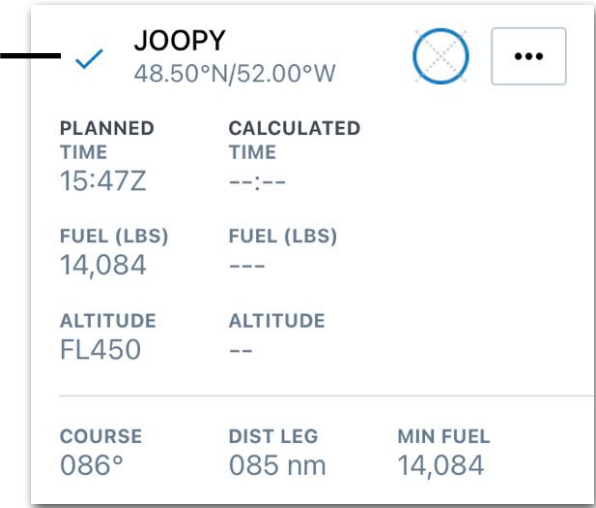 JOOPY
48.50°N/52.00°W
PLANNED CALCULATED
TIME TIME
15:47Z --:--
FUEL (LBS) FUEL (LBS)
14,084 ---
ALTITUDE ALTITUDE
FL450 --
COURSE DIST LEG MIN FUEL
086° 085 nm 14,084